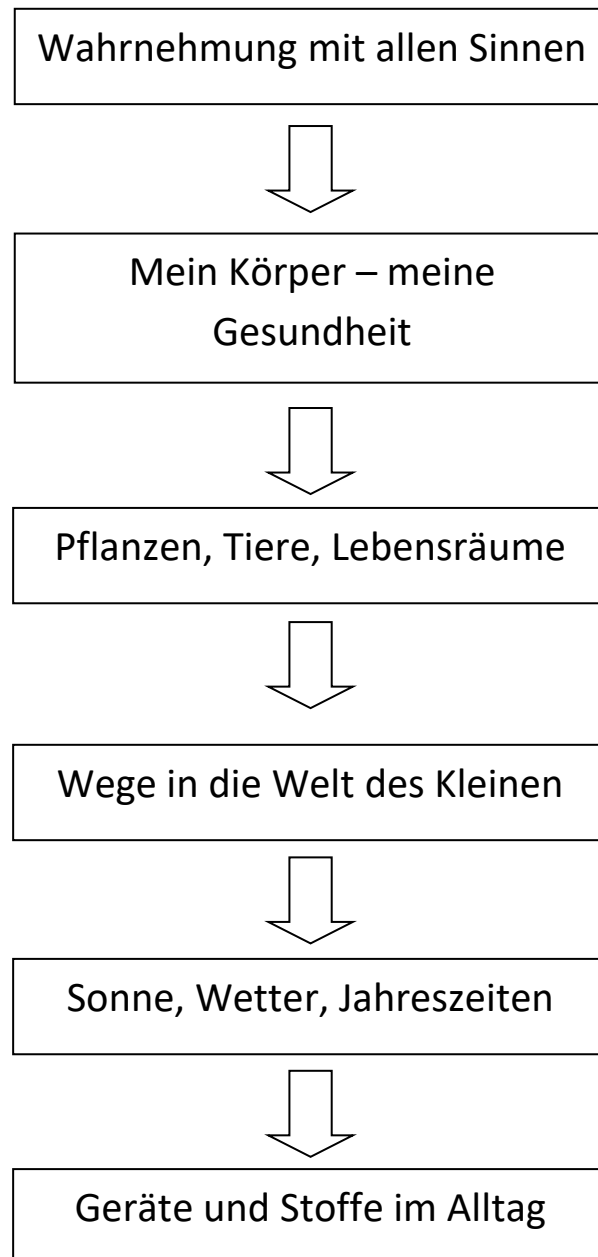 Wahrnehmung mit allen Sinnen
Mein Körper – meine
Gesundheit
Pflanzen, Tiere, Lebensräume
Wege in die Welt des Kleinen
Sonne, Wetter, Jahreszeiten
Geräte und Stoffe im Alltag